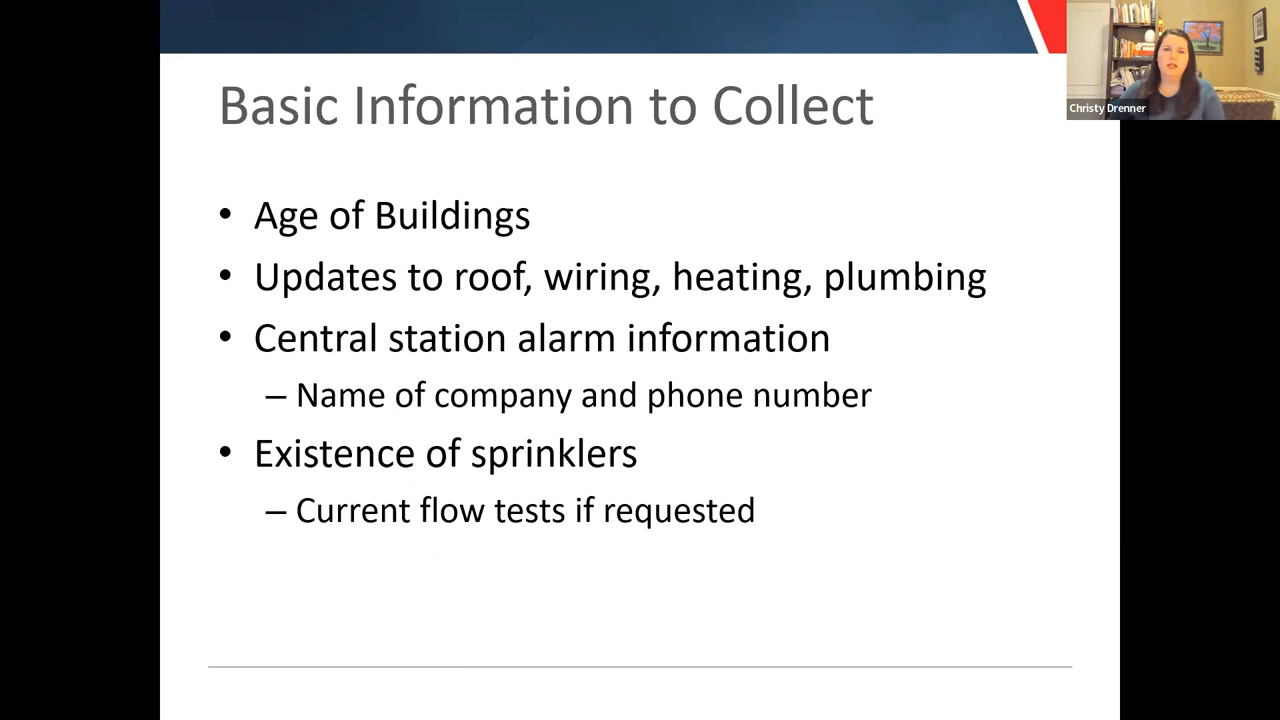 Basic Information to Collect
• Age of Buildings
• Updates to roof, wiring, heating, plumbing
• Central station alarm information
– Name of company and phone number
• Existence of sprinklers
– Current flow tests if requested
Christy Drenner